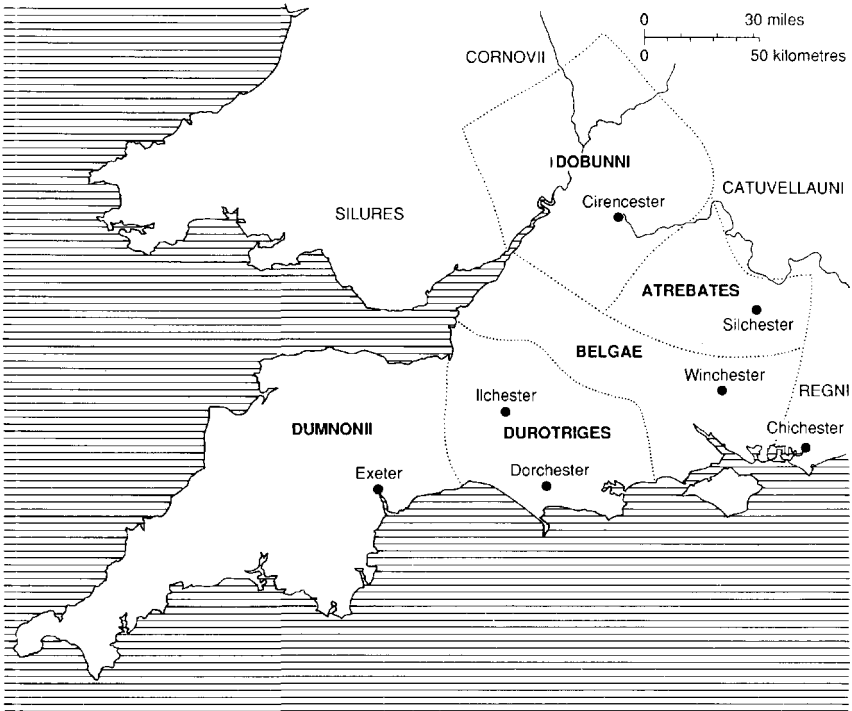 0 30 miles
0 50 kilometres
CORNOVII
DOBUNNI
CATUVELLAUNI
Cirencester
SILURES
ATREBATES
Silchester
BELGAE
Winchester
REGNI
Ilchester
DUMNONII
DUROTRIGES
Chichester
Exeter
Dorchester